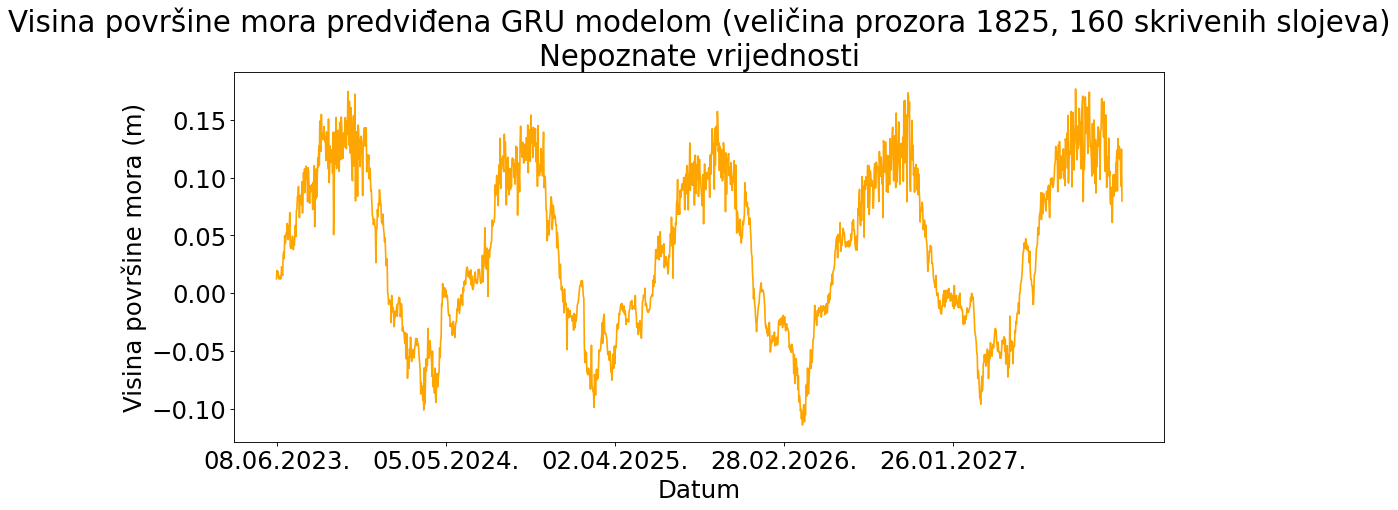 Visina površine mora predviđena GRU modelom (veličina prozora 1825, 160 skrivenih slojeva)
Nepoznate vrijednosti
Visina površine mora (m)
0.15
0.10
0.05
0.00
−0.05
−0.10
08.06.2023. 05.05.2024. 02.04.2025. 28.02.2026. 26.01.2027.
Datum